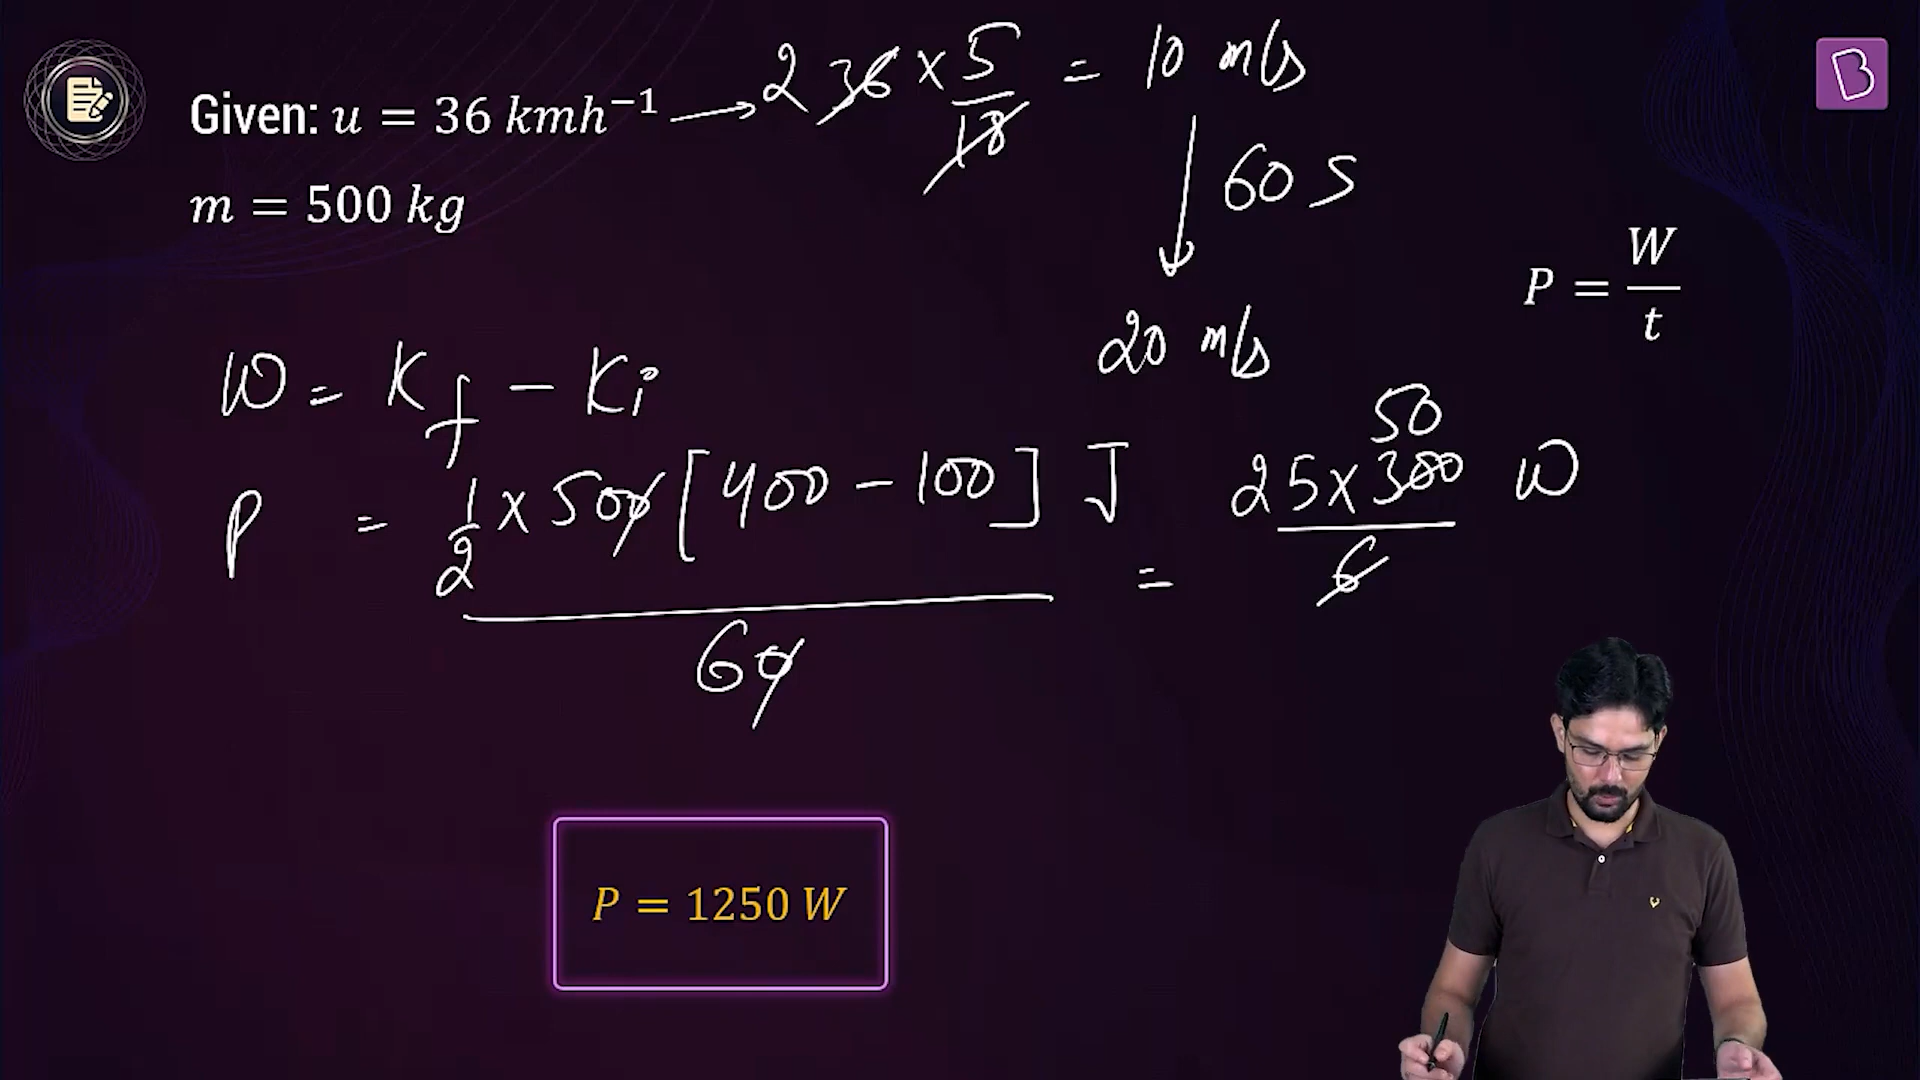 Given: u = 36 kmh⁻¹ → 2 36 × 5/18 = 10 m/s
60 s
m = 500 kg
P = W/t
20 m/s
W = Kf - Ki
P = 1/2 × 500 [400 - 100] J / 60 = 25 × 300 / 6 W
50
P = 1250 W
B